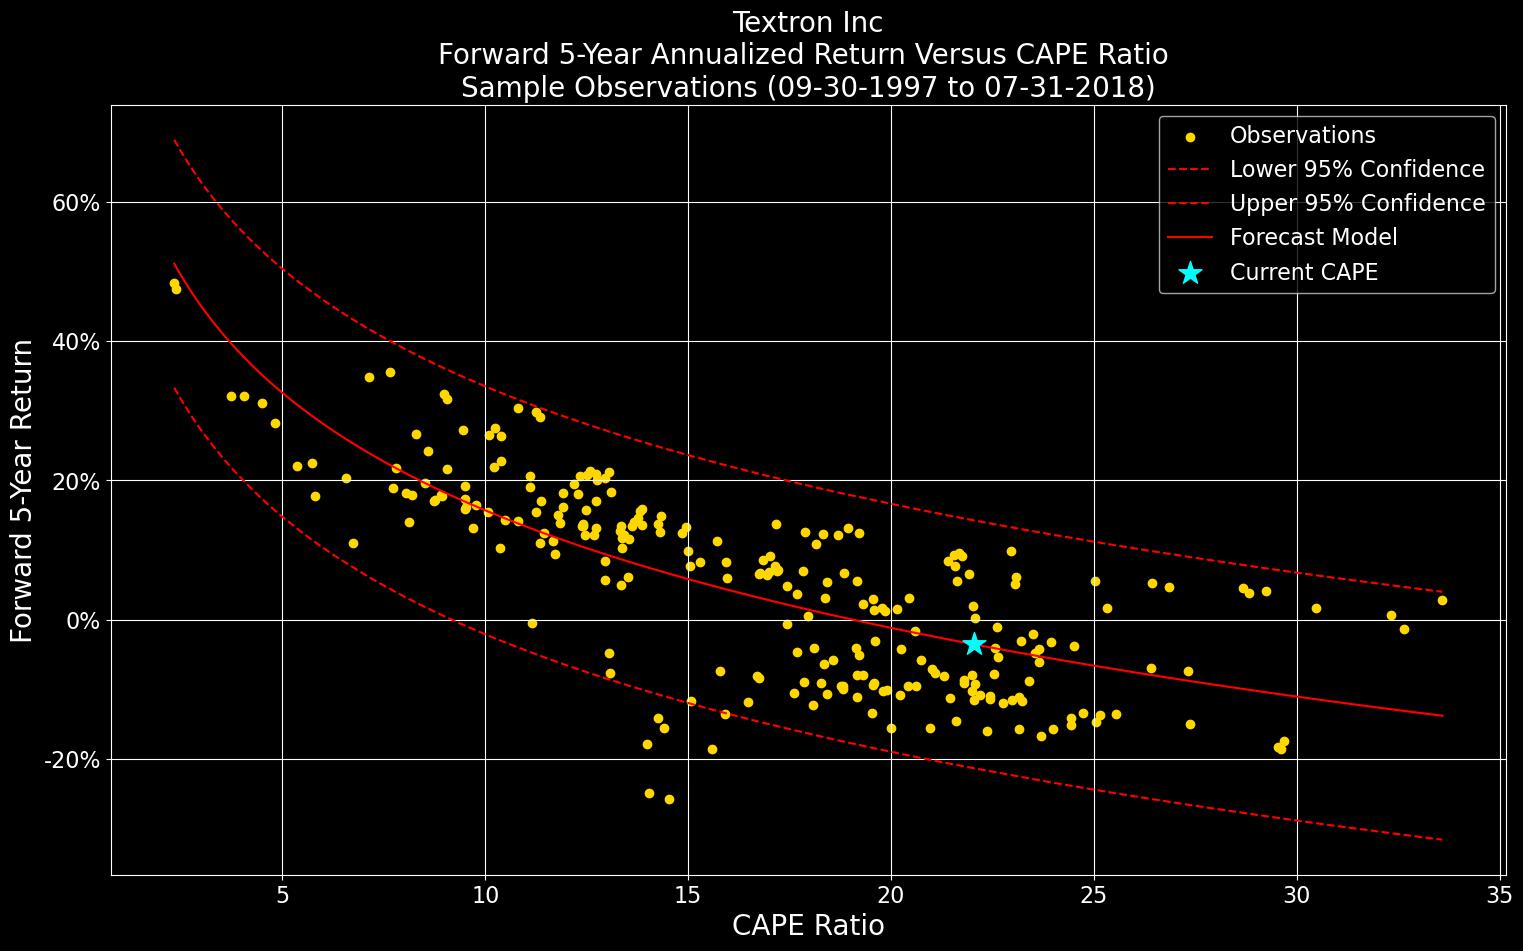 Textron Inc
Forward 5-Year Annualized Return Versus CAPE Ratio
Sample Observations (09-30-1997 to 07-31-2018)
Observations
Lower 95% Confidence
Upper 95% Confidence
Forecast Model
Current CAPE
Forward 5-Year Return
60%
40%
20%
0%
-20%
5 10 15 20 25 30 35
CAPE Ratio